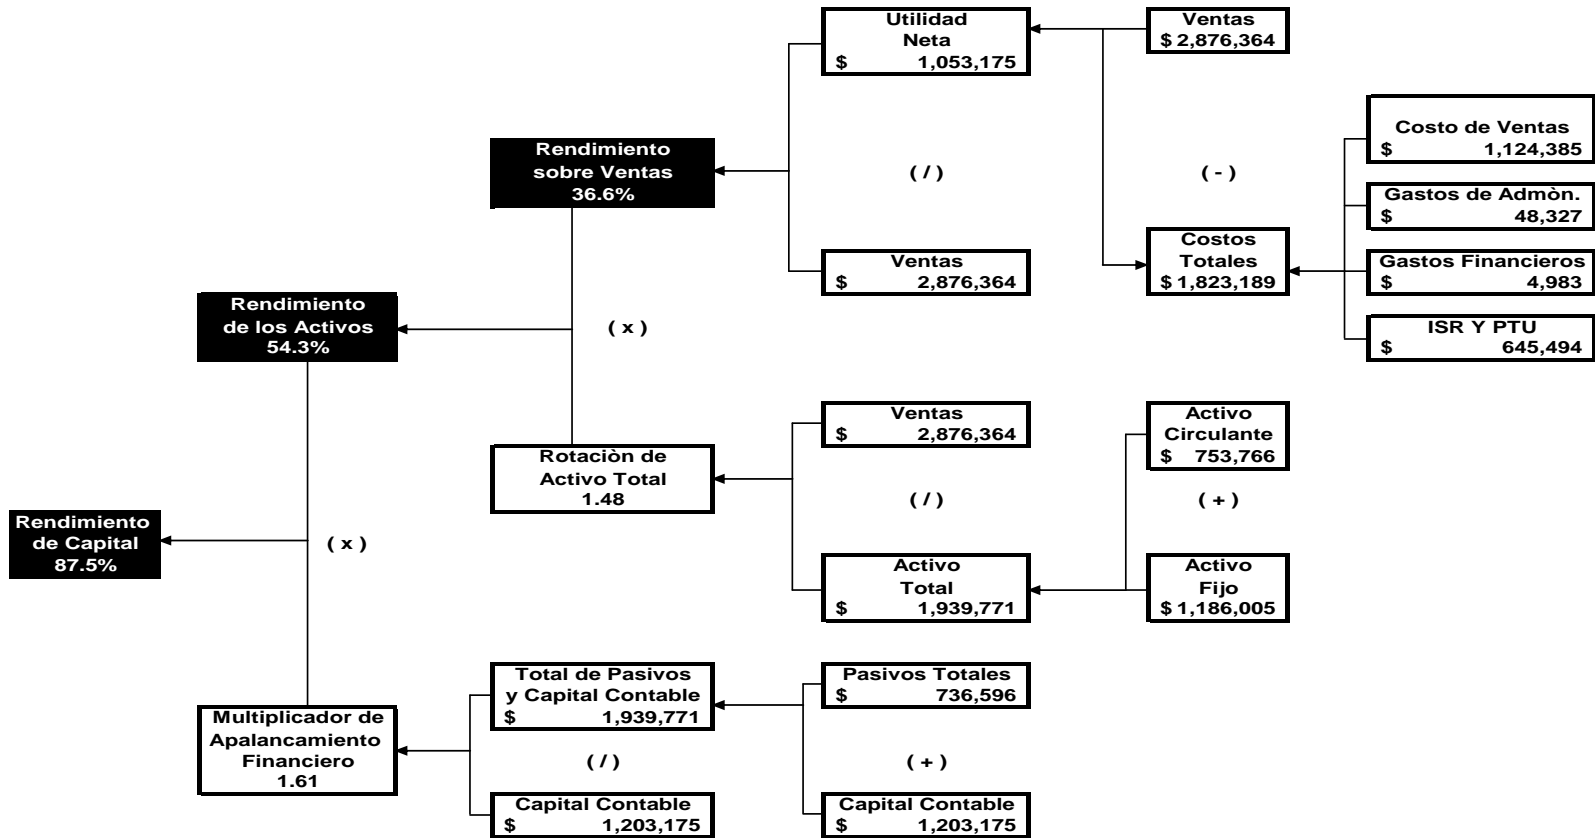 Utilidad
Neta
$ 1,053,175
Ventas
$ 2,876,364
Costo de Ventas
$ 1,124,385
Rendimiento
sobre Ventas
36.6%
( / )
( - )
Gastos de Admòn.
$ 48,327
Ventas
$ 2,876,364
Costos
Totales
$ 1,823,189
Gastos Financieros
$ 4,983
Rendimiento
de los Activos
54.3%
( x )
ISR Y PTU
$ 645,494
Ventas
$ 2,876,364
Activo
Circulante
$ 753,766
Rotaciòn de
Activo Total
1.48
( / )
( + )
Rendimiento
de Capital
87.5%
( x )
Activo
Total
$ 1,939,771
Activo
Fijo
$ 1,186,005
Total de Pasivos
y Capital Contable
$ 1,939,771
Pasivos Totales
$ 736,596
Multiplicador de
Apalancamiento
Financiero
1.61
( / )
( + )
Capital Contable
$ 1,203,175
Capital Contable
$ 1,203,175